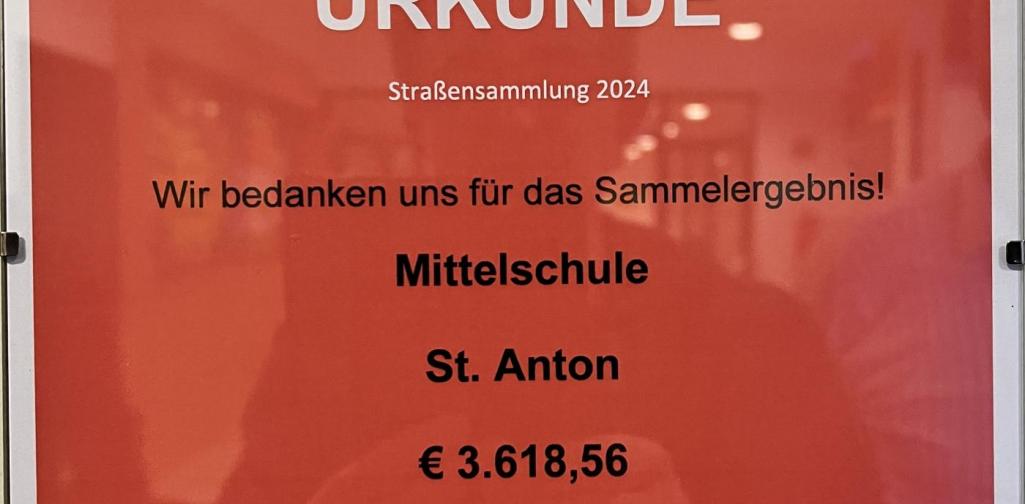 URKUNDE
Straßensammlung 2024
Wir bedanken uns für das Sammelergebnis!
Mittelschule
St. Anton
€ 3.618,56